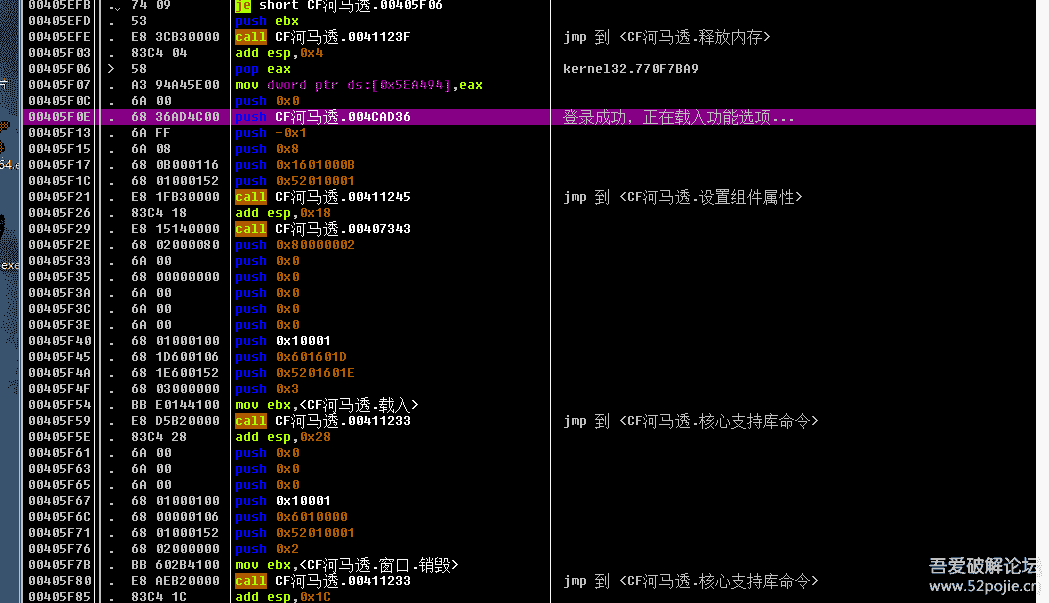 00405EFB . 74 09 je short CF河马透.00405F06
00405EFD . 53 push ebx
00405EFE . E8 3CB30000 call CF河马透.0041123F jmp 到 <CF河马透.释放内存>
00405F03 . 83C4 04 add esp,0x4
00405F06 > 58 pop eax kernel32.770F7BA9
00405F07 . A3 94A45E00 mov dword ptr ds:[0x5EA494],eax
00405F0C . 6A 00 push 0x0
00405F0E . 68 36AD4C00 push CF河马透.004CAD36 登录成功，正在载入功能选项...
00405F13 . 6A FF push -0x1
00405F15 . 6A 08 push 0x8
00405F17 . 68 0B000116 push 0x1601000B
00405F1C . 68 01000152 push 0x52010001
00405F21 . E8 1FB30000 call CF河马透.00411245 jmp 到 <CF河马透.设置组件属性>
00405F26 . 83C4 18 add esp,0x18
00405F29 . E8 15140000 call CF河马透.00407343
00405F2E . 68 02000080 push 0x80000002
00405F33 . 6A 00 push 0x0
00405F35 . 68 00000000 push 0x0
00405F3A . 6A 00 push 0x0
00405F3C . 6A 00 push 0x0
00405F3E . 6A 00 push 0x0
00405F40 . 68 01000100 push 0x10001
00405F45 . 68 1D600106 push 0x601601D
00405F4A . 68 1E600152 push 0x5201601E
00405F4F . 68 03000000 push 0x3
00405F54 . BB E0144100 mov ebx,<CF河马透.载入>
00405F59 . E8 D5B20000 call CF河马透.00411233 jmp 到 <CF河马透.核心支持库命令>
00405F5E . 83C4 28 add esp,0x28
00405F61 . 6A 00 push 0x0
00405F63 . 6A 00 push 0x0
00405F65 . 6A 00 push 0x0
00405F67 . 68 01000100 push 0x10001
00405F6C . 68 00000106 push 0x6010000
00405F71 . 68 01000152 push 0x52010001
00405F76 . 68 02000000 push 0x2
00405F7B . BB 602B4100 mov ebx,<CF河马透.窗口.销毁>
00405F80 . E8 AEB20000 call CF河马透.00411233 jmp 到 <CF河马透.核心支持库命令>
00405F85 . 83C4 1C add esp,0x1C
64.e
exe
吾爱破解论坛
www.52pojie.cn